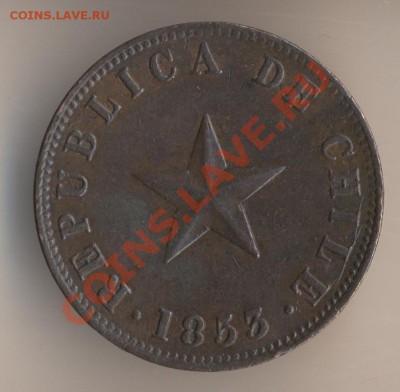 COINS.LAVE.RU
REPUBLICA DE CHILE
· 1853 ·
COINS.LAVE.RU